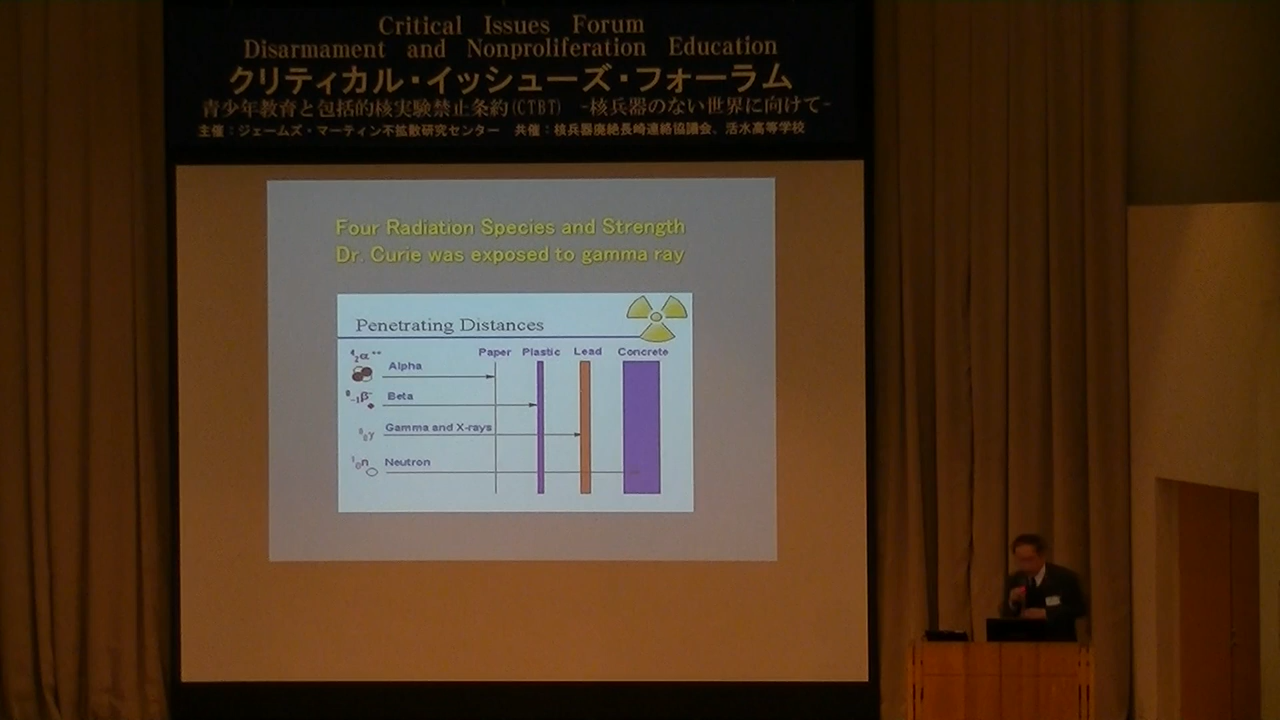 Critical Issues Forum
Disarmament and Nonproliferation Education
クリティカル・イッシューズ・フォーラム
青少年教育と包括的核実験禁止条約(CTBT) -核兵器のない世界に向けて-
主催：ジェームズ・マーティン不拡散研究センター 共催：核兵器廃絶長崎連絡協議会、活水高等学校
Four Radiation Species and Strength
Dr. Curie was exposed to gamma ray
Penetrating Distances
Paper Plastic Lead Concrete
⁴₂α⁺⁺ Alpha
⁰₋₁β⁻ Beta
⁰₀γ Gamma and X-rays
¹₀n Neutron